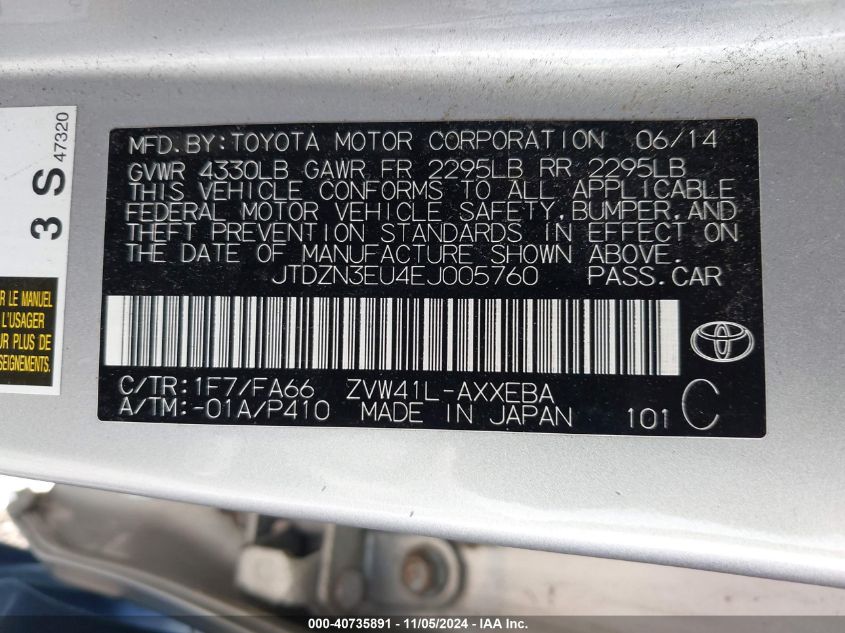 MFD.BY:TOYOTA MOTOR CORPORATION 06/14
GVWR 4330LB GAWR FR 2295LB RR 2295LB
THIS VEHICLE CONFORMS TO ALL APPLICABLE
FEDERAL MOTOR VEHICLE SAFETY,BUMPER,AND
THEFT PREVENTION STANDARDS IN EFFECT ON
THE DATE OF MANUFACTURE SHOWN ABOVE.
JTDZN3EU4EJ005760 PASS.CAR
C/TR:1F7/FA66 ZVW41L-AXXEBA
A/TM:-01A/P410 MADE IN JAPAN 101 C
3 S 47320
LE MANUEL
L'USAGER
PLUS DE
000-40735891 - 11/05/2024 - IAA Inc.